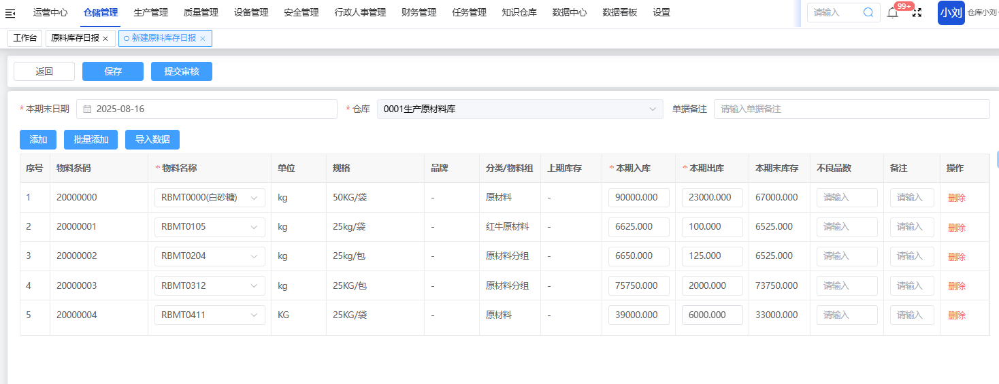 运营中心 仓储管理 生产管理 质量管理 设备管理 安全管理 行政人事管理 财务管理 任务管理 知识仓库 数据中心 数据看板 设置 请输入 99+ 小刘 仓库小刘
工作台 原料库存日报 × 新建原料库存日报 ×
返回 保存 提交审核
* 本期末日期 2025-08-16 * 仓库 0001生产原材料库 单据备注 请输入单据备注
添加 批量添加 导入数据
序号 物料条码 * 物料名称 单位 规格 品牌 分类/物料组 上期库存 * 本期入库 * 本期出库 本期末库存 不良品数 备注 操作
1 20000000 RBMT0000(白砂糖) kg 50KG/袋 - 原材料 - 90000.000 23000.000 67000.000 请输入 请输入 删除
2 20000001 RBMT0105 kg 25kg/袋 - 红牛原材料 - 6625.000 100.000 6525.000 请输入 请输入 删除
3 20000002 RBMT0204 kg 25kg/包 - 原材料分组 - 6650.000 125.000 6525.000 请输入 请输入 删除
4 20000003 RBMT0312 kg 25KG/包 - 原材料分组 - 75750.000 2000.000 73750.000 请输入 请输入 删除
5 20000004 RBMT0411 KG 25KG/袋 - 原材料 - 39000.000 6000.000 33000.000 请输入 请输入 删除